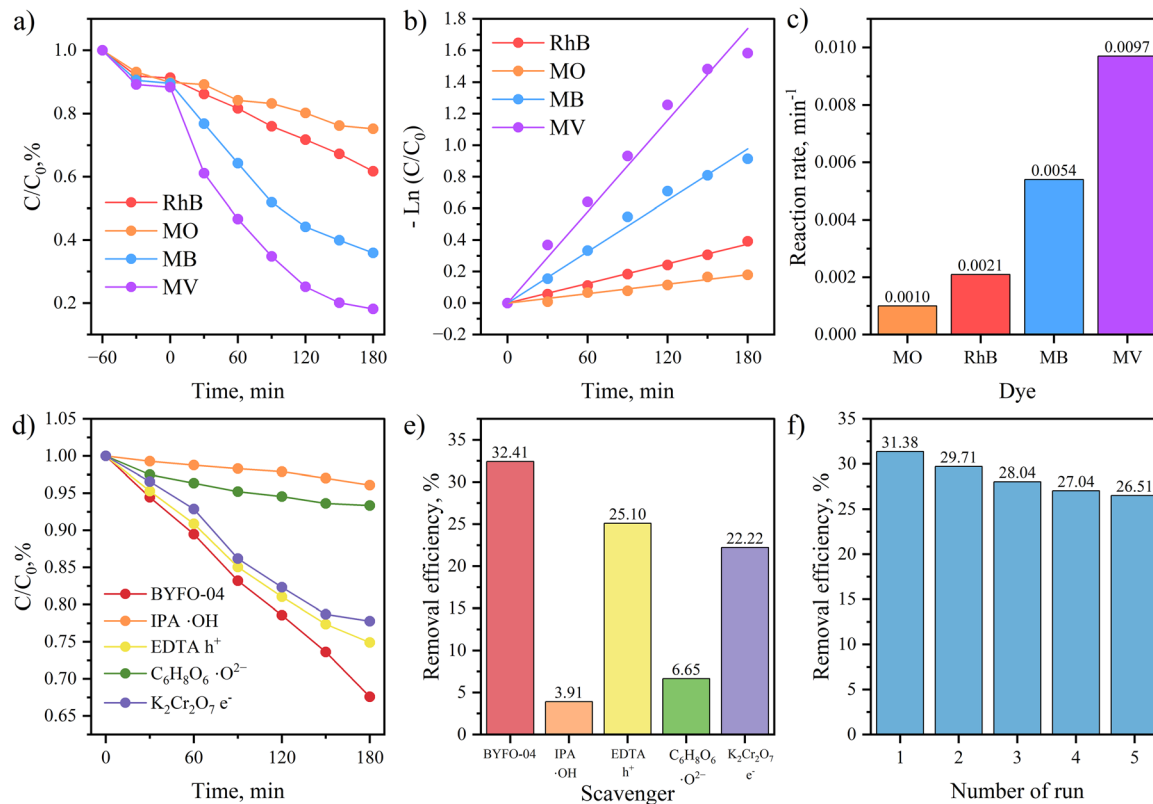 a)
C/C₀,%
1.0
0.8
0.6
0.4
0.2
RhB
MO
MB
MV
−60
0
60
120
180
Time, min
b)
- Ln (C/C₀)
1.8
1.6
1.4
1.2
1.0
0.8
0.6
0.4
0.2
0.0
−0.2
RhB
MO
MB
MV
0
60
120
180
Time, min
c)
Reaction rate, min⁻¹
0.010
0.008
0.006
0.004
0.002
0.000
0.0010
0.0021
0.0054
0.0097
MO
RhB
MB
MV
Dye
d)
C/C₀,%
1.05
1.00
0.95
0.90
0.85
0.80
0.75
0.70
0.65
BYFO-04
IPA ·OH
EDTA h⁺
C₆H₈O₆ ·O²⁻
K₂Cr₂O₇ e⁻
0
60
120
180
Time, min
e)
Removal efficiency, %
35
30
25
20
15
10
5
0
32.41
3.91
25.10
6.65
22.22
BYFO-04
IPA
·OH
EDTA
h⁺
C₆H₈O₆
·O²⁻
K₂Cr₂O₇
e⁻
Scavenger
f)
Removal efficiency, %
35
30
25
20
15
10
5
0
31.38
29.71
28.04
27.04
26.51
1
2
3
4
5
Number of run